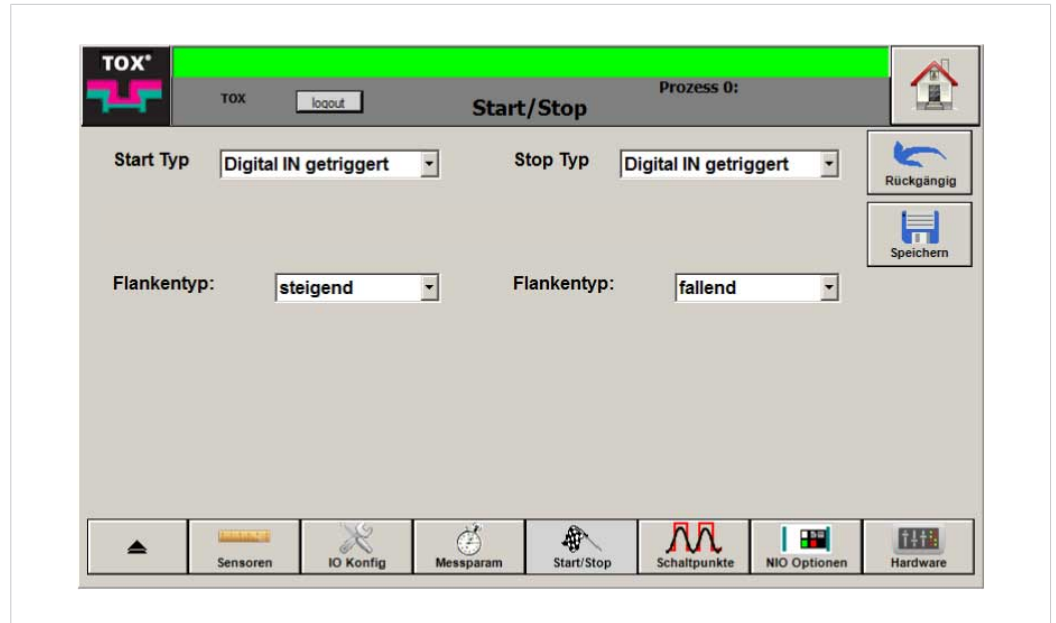 TOX®
TOX
logout
Start/Stop
Prozess 0:
Start Typ
Digital IN getriggert
Stop Typ
Digital IN getriggert
Rückgängig
Speichern
Flankentyp:
steigend
Flankentyp:
fallend
Sensoren
IO Konfig
Messparam
Start/Stop
Schaltpunkte
NIO Optionen
Hardware